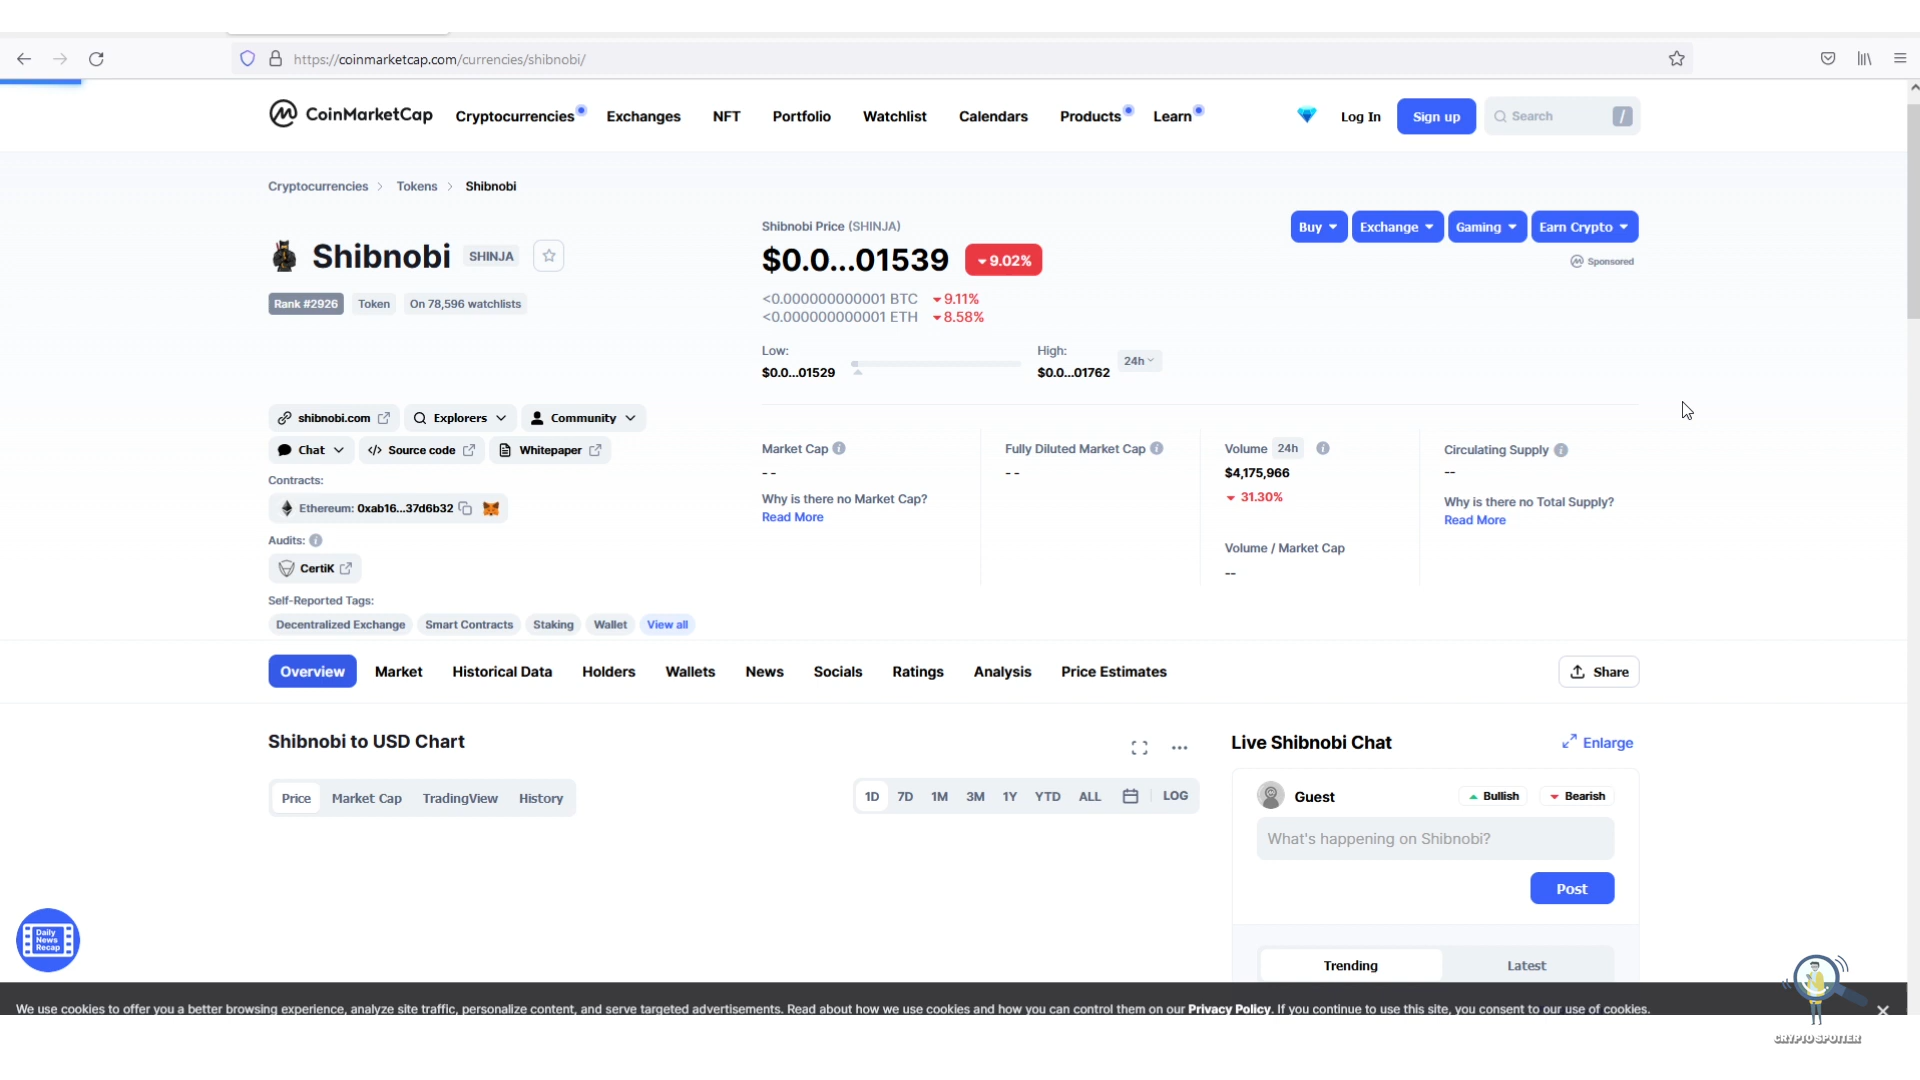 https://coinmarketcap.com/currencies/shibnobi/
CoinMarketCap Cryptocurrencies Exchanges NFT Portfolio Watchlist Calendars Products Learn Log In Sign up Search /
Cryptocurrencies > Tokens > Shibnobi
Shibnobi Price (SHINJA)
Buy Exchange Gaming Earn Crypto
Shibnobi SHINJA
$0.0...01539 9.02%
Sponsored
Rank #2926 Token On 78,596 watchlists
<0.000000000001 BTC 9.11%
<0.000000000001 ETH 8.58%
Low: High:
$0.0...01529 $0.0...01762 24h
shibnobi.com Explorers Community
Chat </> Source code Whitepaper
Contracts:
Ethereum: 0xab16...37d6b32
Audits:
CertiK
Self-Reported Tags:
Decentralized Exchange Smart Contracts Staking Wallet View all
Market Cap
--
Why is there no Market Cap?
Read More
Fully Diluted Market Cap
--
Volume 24h
$4,175,966
31.30%
Volume / Market Cap
--
Circulating Supply
--
Why is there no Total Supply?
Read More
Overview Market Historical Data Holders Wallets News Socials Ratings Analysis Price Estimates Share
Shibnobi to USD Chart
Price Market Cap TradingView History
1D 7D 1M 3M 1Y YTD ALL LOG
Live Shibnobi Chat Enlarge
Guest Bullish Bearish
What's happening on Shibnobi?
Post
Trending Latest
Daily
News
Recap
We use cookies to offer you a better browsing experience, analyze site traffic, personalize content, and serve targeted advertisements. Read about how we use cookies and how you can control them on our Privacy Policy. If you continue to use this site, you consent to our use of cookies.
CRYPTO SPOTTER